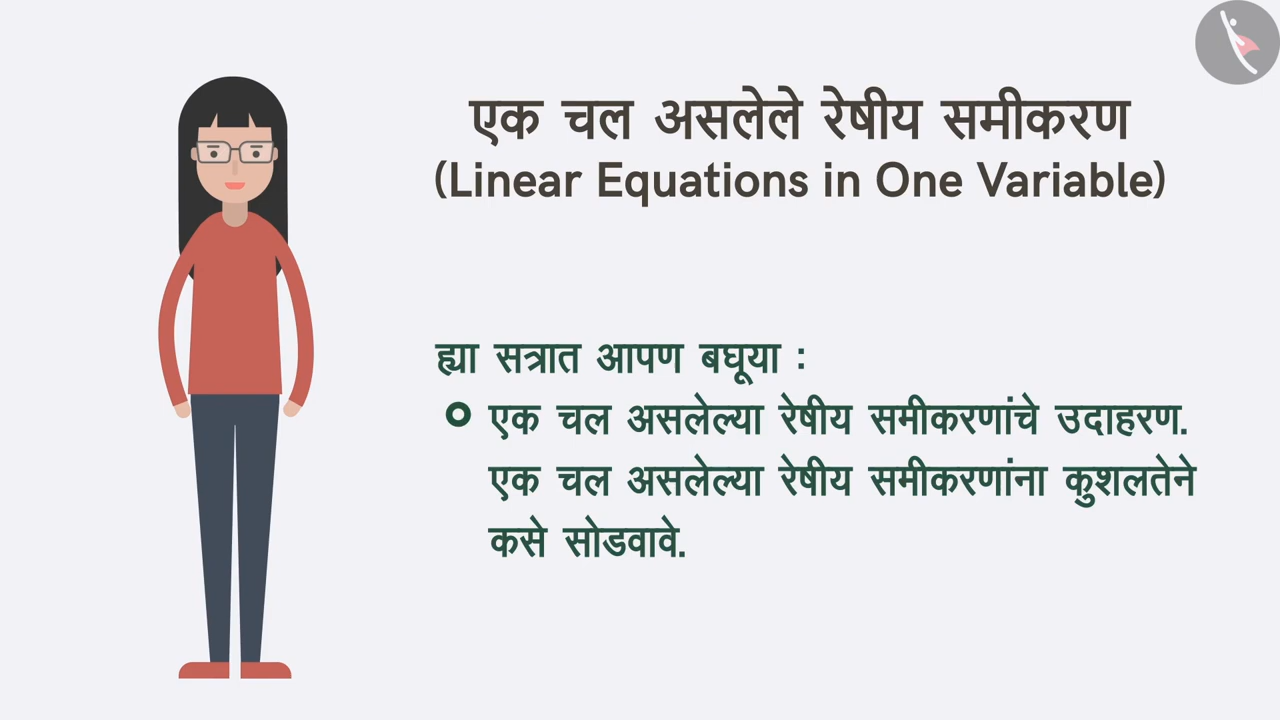 एक चल असलेले रेषीय समीकरण
(Linear Equations in One Variable)
ह्या सत्रात आपण बघूया :
एक चल असलेल्या रेषीय समीकरणांचे उदाहरण.
एक चल असलेल्या रेषीय समीकरणांना कुशलतेने
कसे सोडवावे.